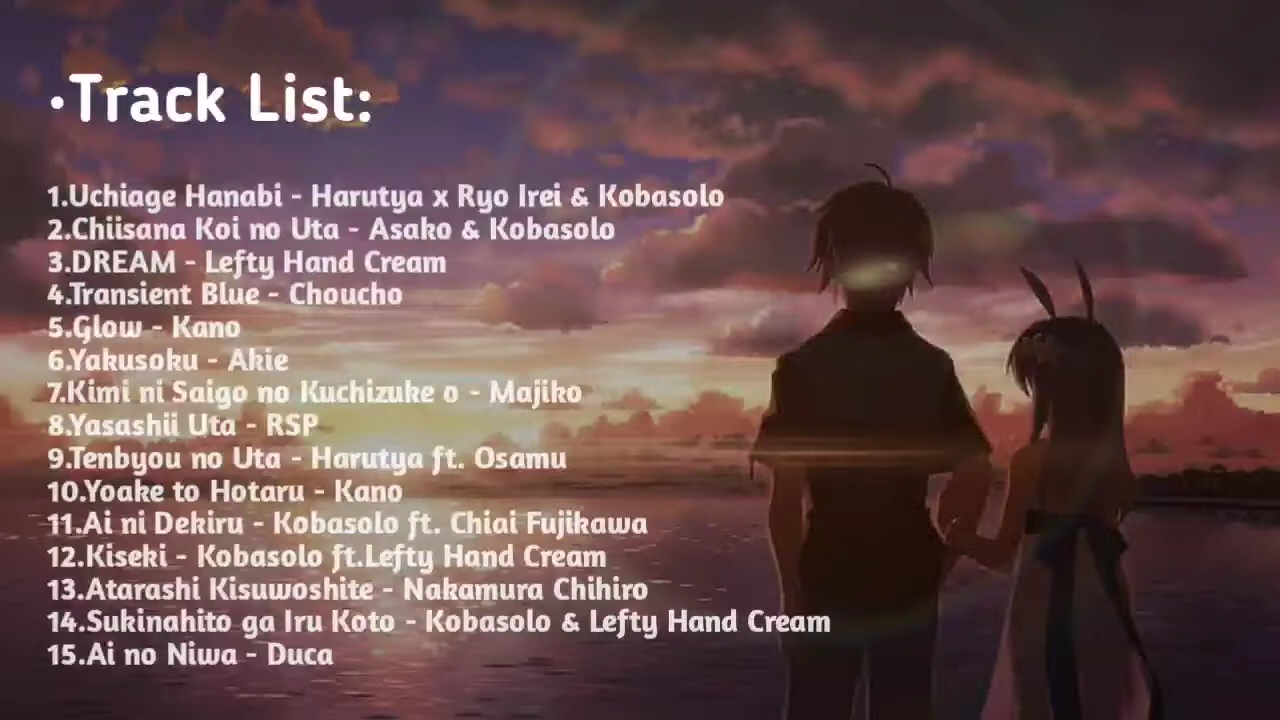 ·Track List:
1.Uchiage Hanabi - Harutya x Ryo Irei & Kobasolo
2.Chiisana Koi no Uta - Asako & Kobasolo
3.DREAM - Lefty Hand Cream
4.Transient Blue - Choucho
5.Glow - Kano
6.Yakusoku - Akie
7.Kimi ni Saigo no Kuchizuke o - Majiko
8.Yasashii Uta - RSP
9.Tenbyou no Uta - Harutya ft. Osamu
10.Yoake to Hotaru - Kano
11.Ai ni Dekiru - Kobasolo ft. Chiai Fujikawa
12.Kiseki - Kobasolo ft.Lefty Hand Cream
13.Atarashi Kisuwoshite - Nakamura Chihiro
14.Sukinahito ga Iru Koto - Kobasolo & Lefty Hand Cream
15.Ai no Niwa - Duca